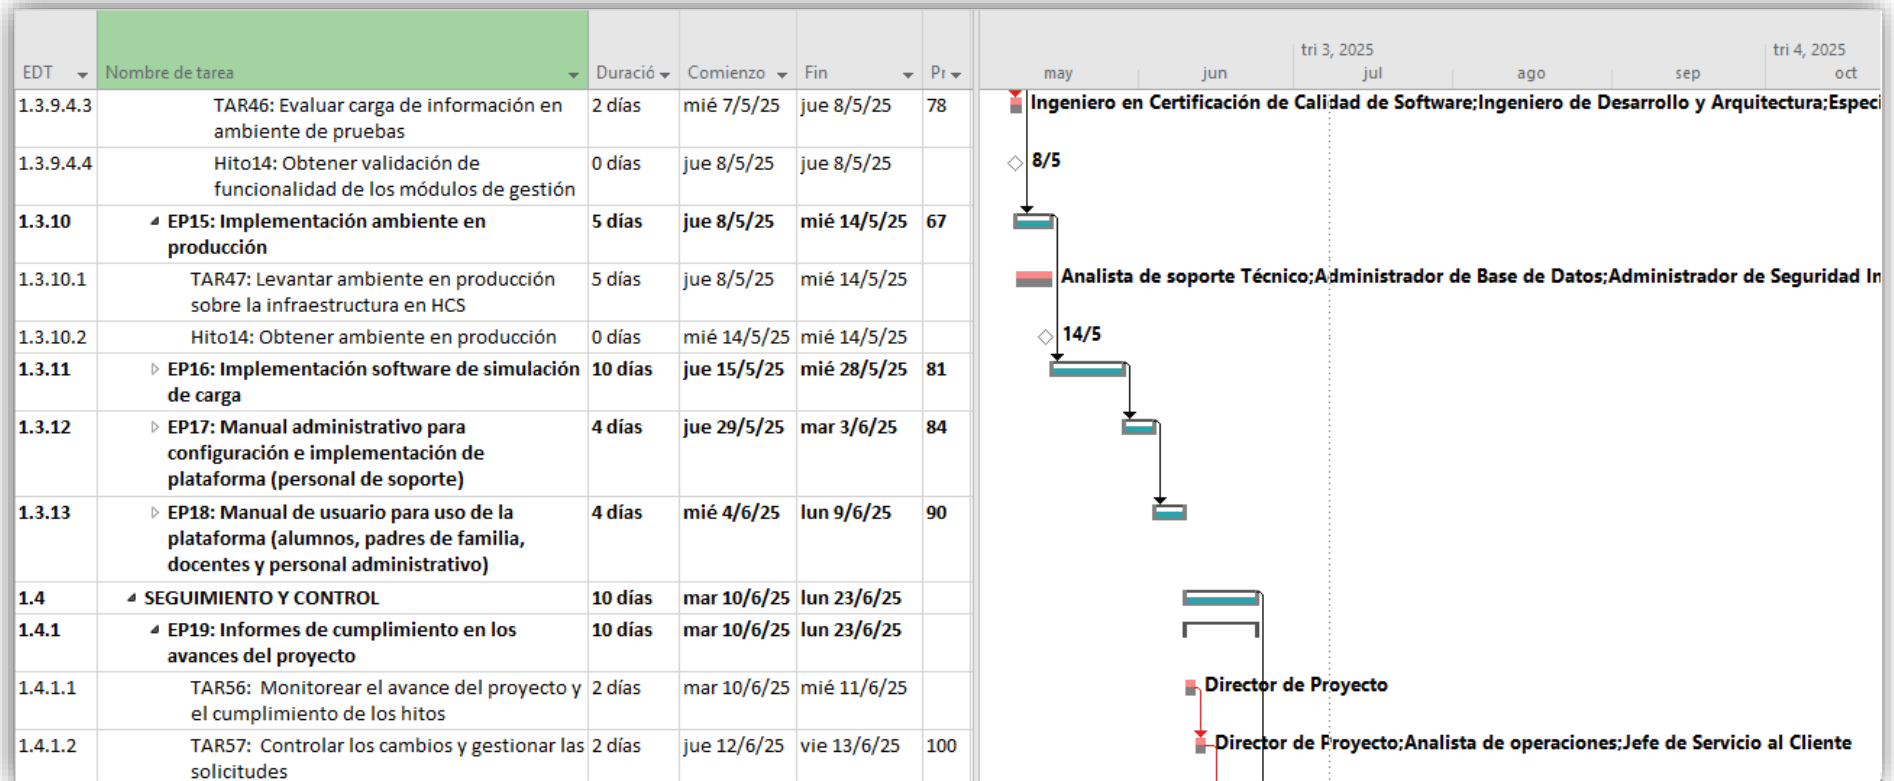 tri 3, 2025 tri 4, 2025
EDT Nombre de tarea Duració Comienzo Fin Pr may jun jul ago sep oct
1.3.9.4.3 TAR46: Evaluar carga de información en 2 días mié 7/5/25 jue 8/5/25 78 Ingeniero en Certificación de Calidad de Software;Ingeniero de Desarrollo y Arquitectura;Especi
ambiente de pruebas
1.3.9.4.4 Hito14: Obtener validación de 0 días jue 8/5/25 jue 8/5/25 8/5
funcionalidad de los módulos de gestión
1.3.10 EP15: Implementación ambiente en 5 días jue 8/5/25 mié 14/5/25 67
producción
1.3.10.1 TAR47: Levantar ambiente en producción 5 días jue 8/5/25 mié 14/5/25 Analista de soporte Técnico;Administrador de Base de Datos;Administrador de Seguridad In
sobre la infraestructura en HCS
1.3.10.2 Hito14: Obtener ambiente en producción 0 días mié 14/5/25 mié 14/5/25 14/5
1.3.11 EP16: Implementación software de simulación 10 días jue 15/5/25 mié 28/5/25 81
de carga
1.3.12 EP17: Manual administrativo para 4 días jue 29/5/25 mar 3/6/25 84
configuración e implementación de
plataforma (personal de soporte)
1.3.13 EP18: Manual de usuario para uso de la 4 días mié 4/6/25 lun 9/6/25 90
plataforma (alumnos, padres de familia,
docentes y personal administrativo)
1.4 SEGUIMIENTO Y CONTROL 10 días mar 10/6/25 lun 23/6/25
1.4.1 EP19: Informes de cumplimiento en los 10 días mar 10/6/25 lun 23/6/25
avances del proyecto
1.4.1.1 TAR56: Monitorear el avance del proyecto y 2 días mar 10/6/25 mié 11/6/25 Director de Proyecto
el cumplimiento de los hitos
1.4.1.2 TAR57: Controlar los cambios y gestionar las 2 días jue 12/6/25 vie 13/6/25 100 Director de Proyecto;Analista de operaciones;Jefe de Servicio al Cliente
solicitudes